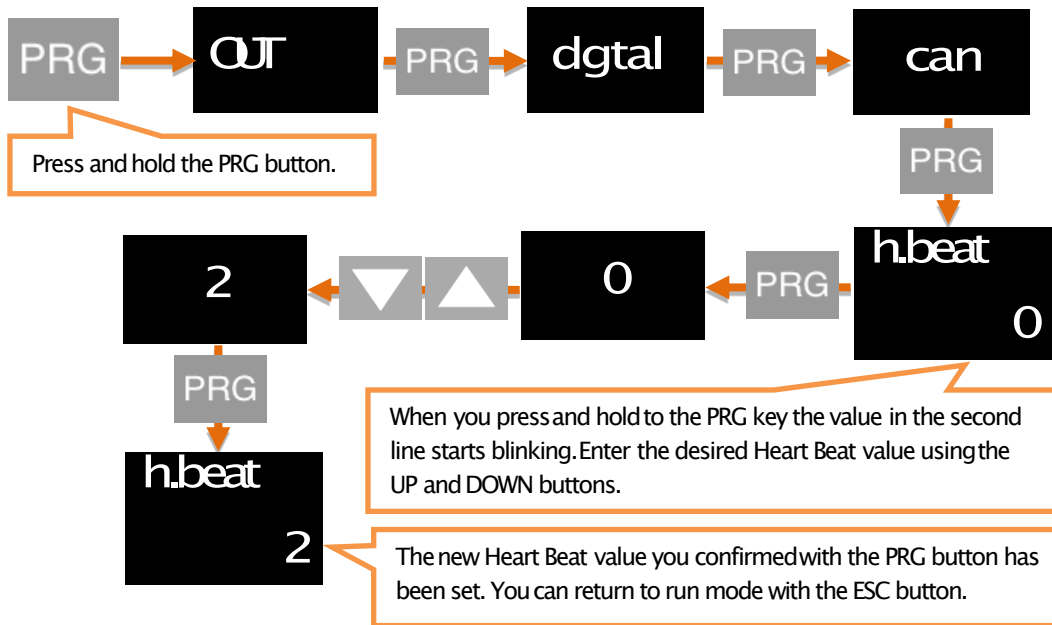 PRG
OUT
PRG
dgtal
PRG
can
Press and hold the PRG button.
PRG
h.beat
0
PRG
0
2
PRG
When you press and hold to the PRG key the value in the second
line starts blinking. Enter the desired Heart Beat value using the
UP and DOWN buttons.
h.beat
2
The new Heart Beat value you confirmed with the PRG button has
been set. You can return to run mode with the ESC button.